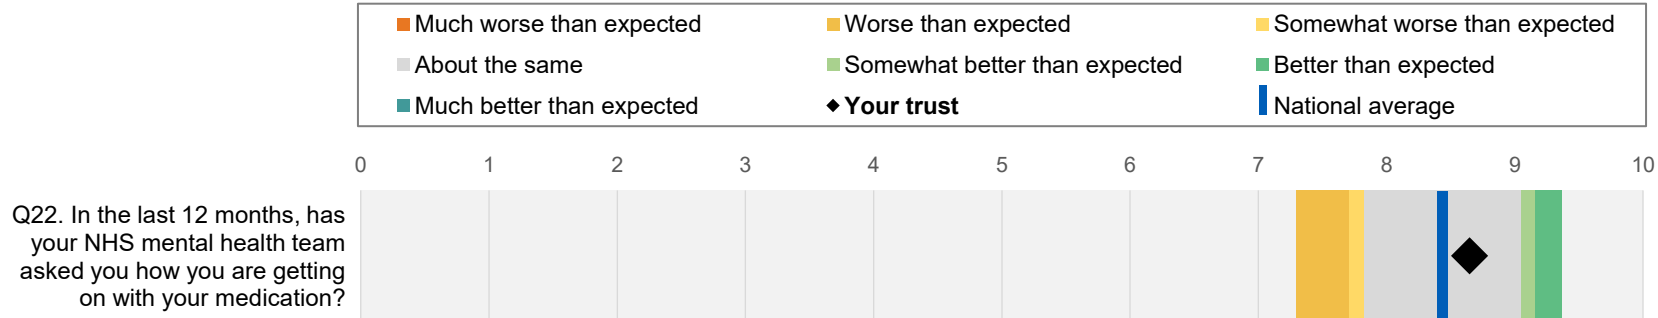 Much worse than expected Worse than expected Somewhat worse than expected
About the same Somewhat better than expected Better than expected
Much better than expected Your trust National average
0 1 2 3 4 5 6 7 8 9 10
Q22. In the last 12 months, has
your NHS mental health team
asked you how you are getting
on with your medication?